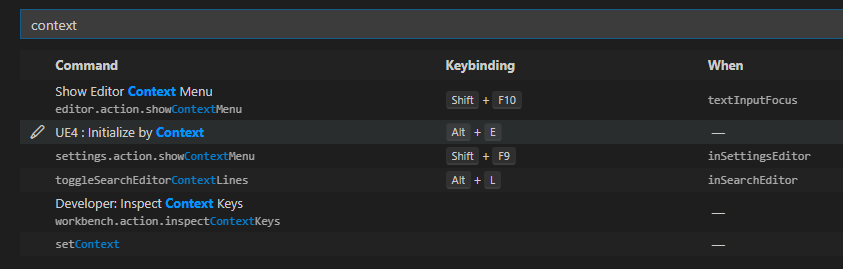 context
Command Keybinding When
Show Editor Context Menu
editor.action.showContextMenu Shift + F10 textInputFocus
UE4 : Initialize by Context Alt + E —
settings.action.showContextMenu Shift + F9 inSettingsEditor
toggleSearchEditorContextLines Alt + L inSearchEditor
Developer: Inspect Context Keys
workbench.action.inspectContextKeys —
setContext —